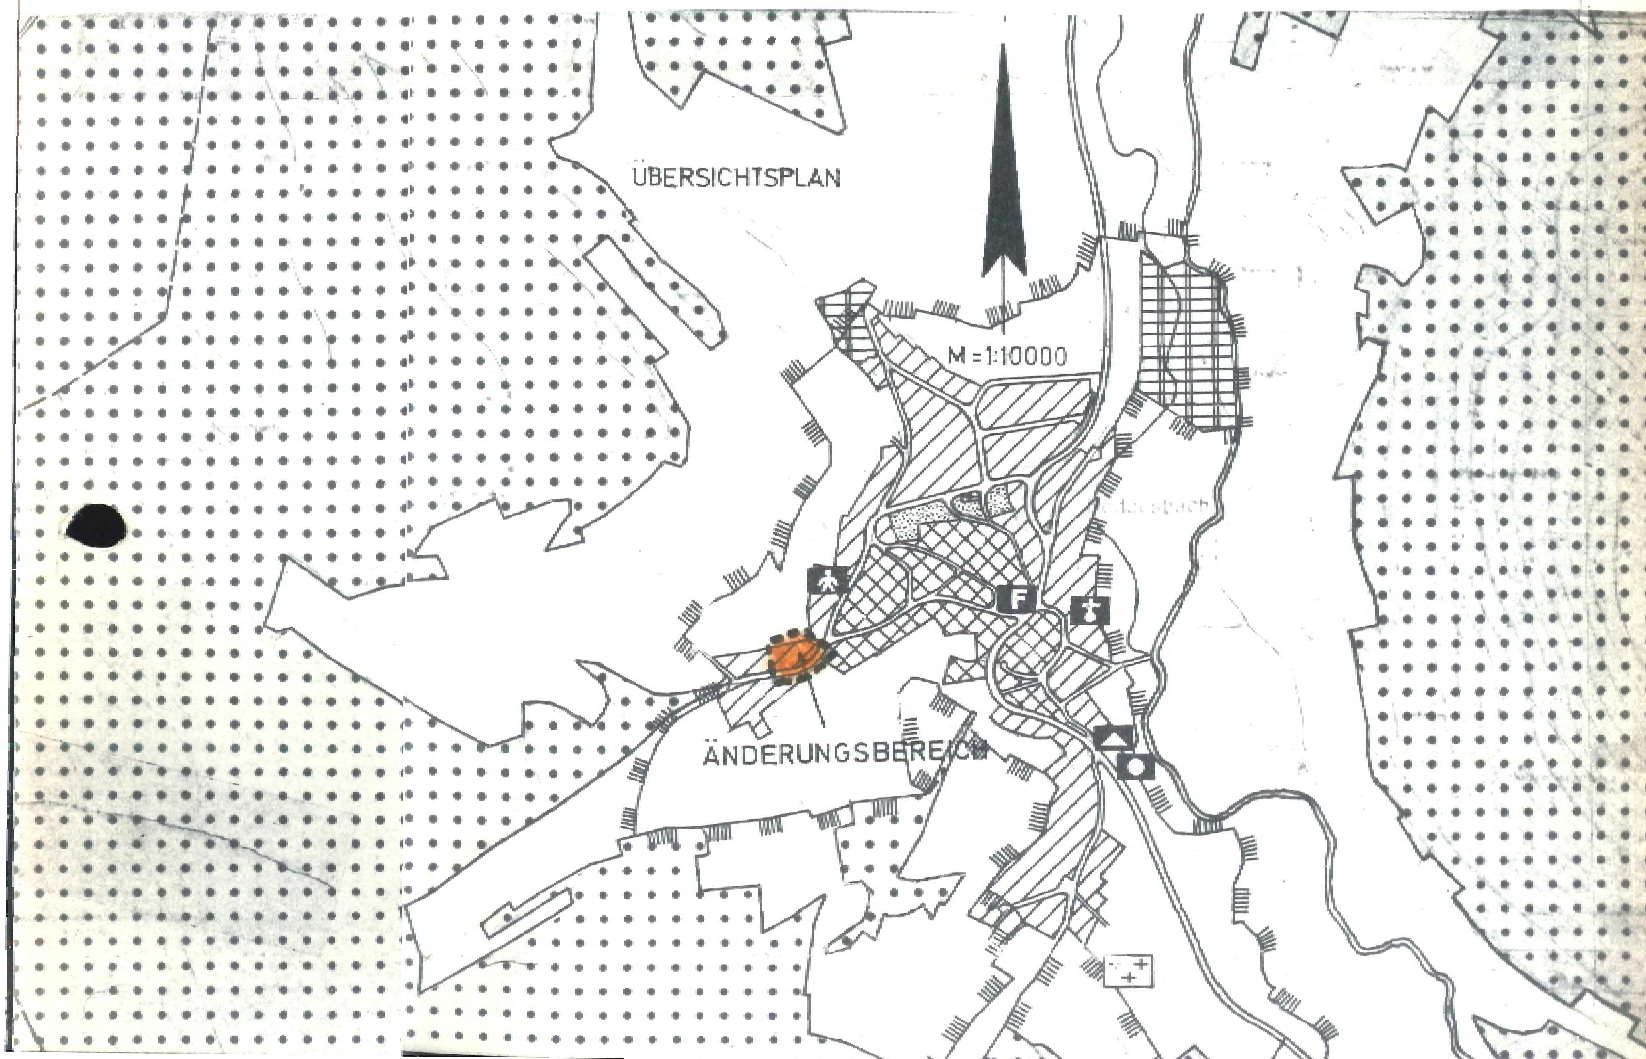 ÜBERSICHTSPLAN
M = 1:10000
F
ÄNDERUNGSBEREICH